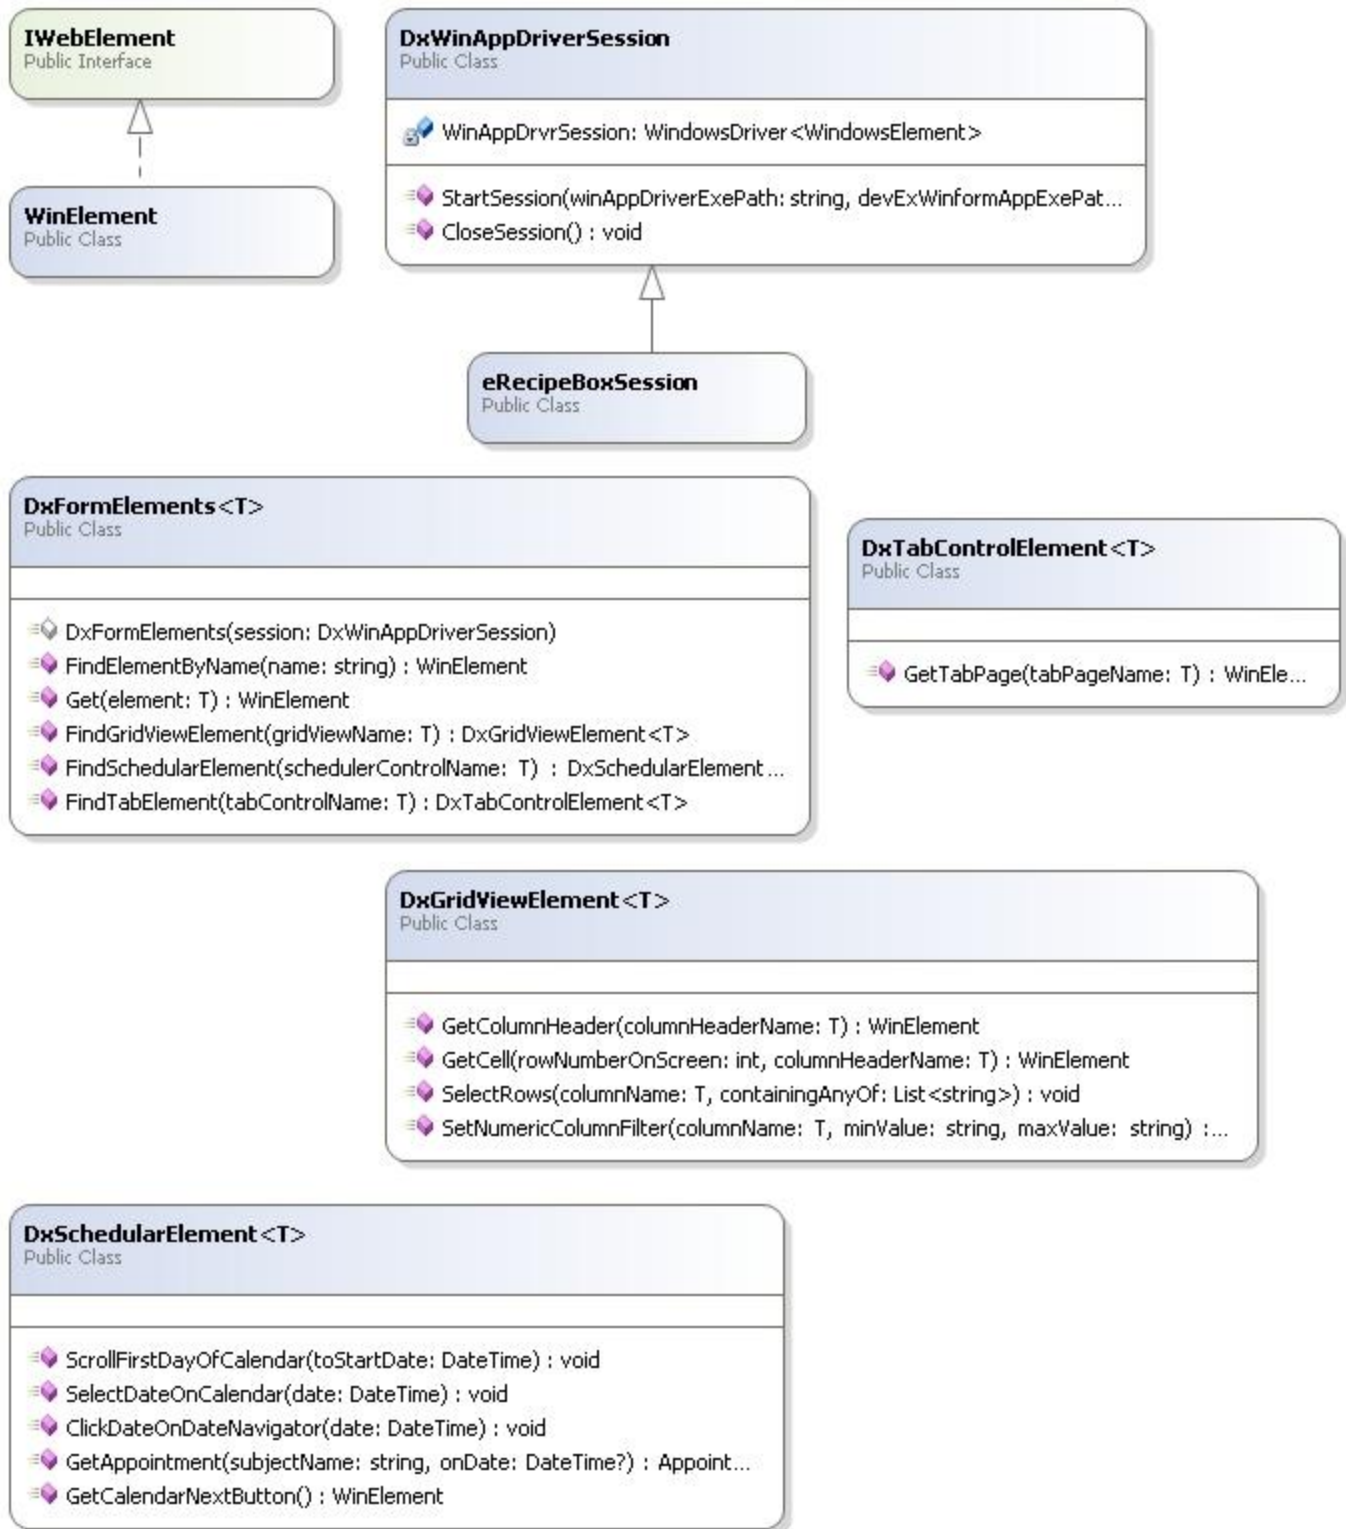 IWebElement
Public Interface
WinElement
Public Class
DxWinAppDriverSession
Public Class
WinAppDrvrSession: WindowsDriver<WindowsElement>
StartSession(winAppDriverExePath: string, devExWinformAppExePat...
CloseSession() : void
eRecipeBoxSession
Public Class
DxFormElements<T>
Public Class
DxFormElements(session: DxWinAppDriverSession)
FindElementByName(name: string) : WinElement
Get(element: T) : WinElement
FindGridViewElement(gridViewName: T) : DxGridViewElement<T>
FindSchedularElement(schedulerControlName: T) : DxSchedularElement...
FindTabElement(tabControlName: T) : DxTabControlElement<T>
DxTabControlElement<T>
Public Class
GetTabPage(tabPageName: T) : WinEle...
DxGridViewElement<T>
Public Class
GetColumnHeader(columnHeaderName: T) : WinElement
GetCell(rowNumberOnScreen: int, columnHeaderName: T) : WinElement
SelectRows(columnName: T, containingAnyOf: List<string>) : void
SetNumericColumnFilter(columnName: T, minValue: string, maxValue: string) :...
DxSchedularElement<T>
Public Class
ScrollFirstDayOfCalendar(toStartDate: DateTime) : void
SelectDateOnCalendar(date: DateTime) : void
ClickDateOnDateNavigator(date: DateTime) : void
GetAppointment(subjectName: string, onDate: DateTime?) : Appoint...
GetCalendarNextButton() : WinElement